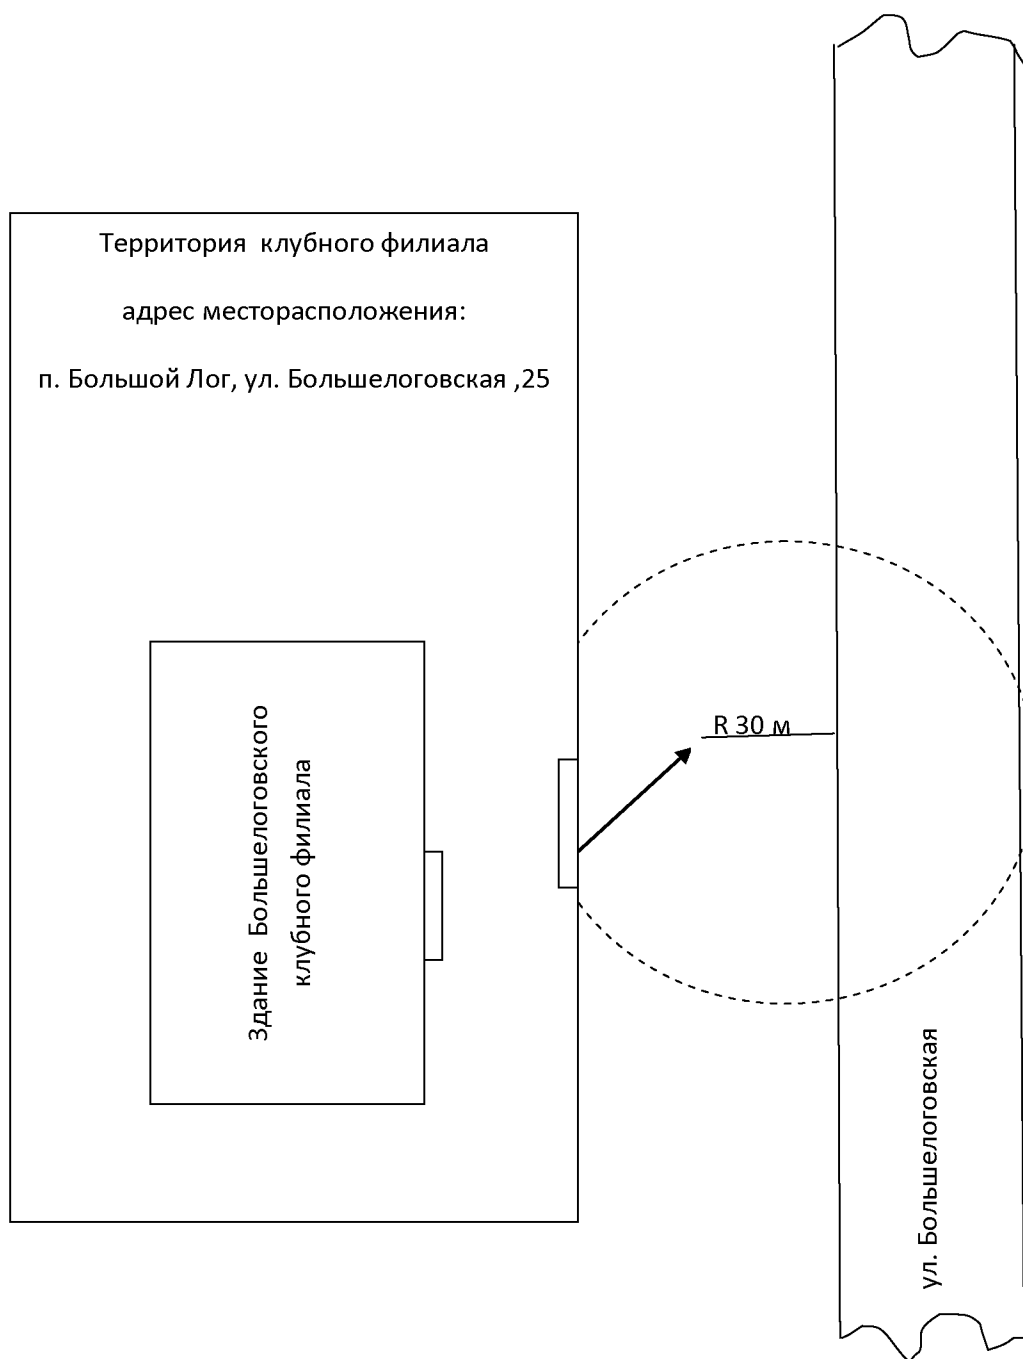 Территория клубного филиала
адрес месторасположения:
п. Большой Лог, ул. Большелоговская ,25
Здание Большелоговского
клубного филиала
R 30 м
ул. Большелоговская